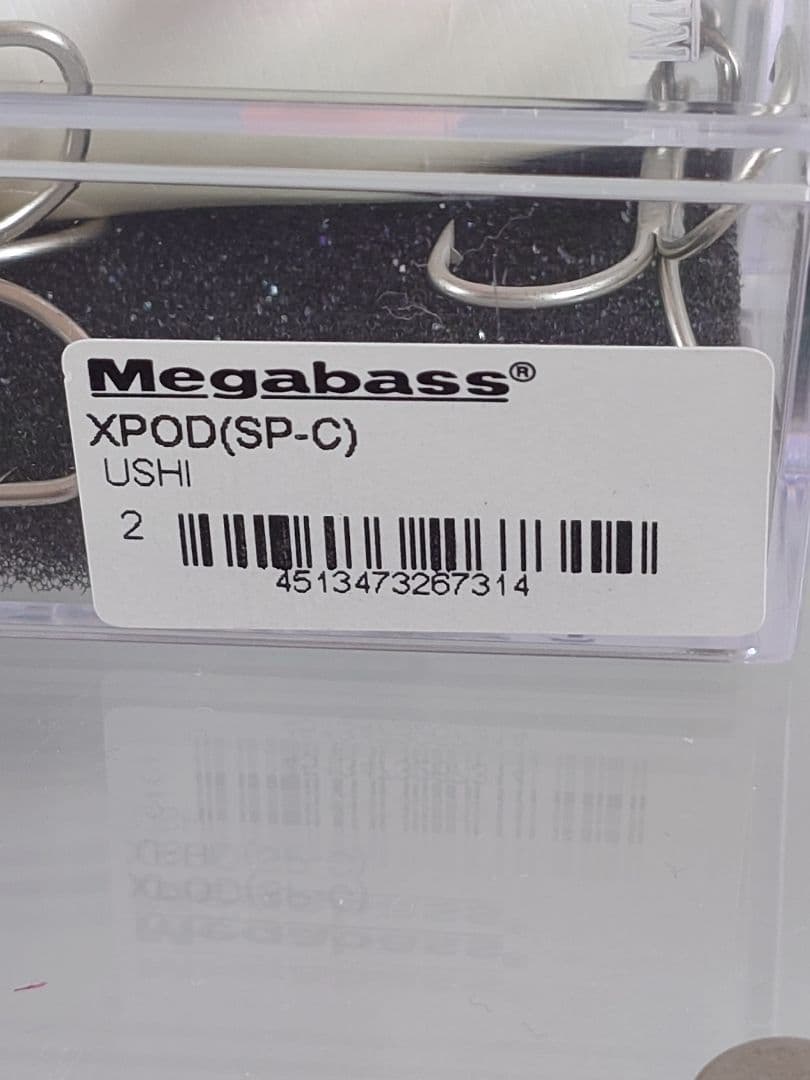 Megabass®
XPOD(SP-C)
USHI
2
4513473267314